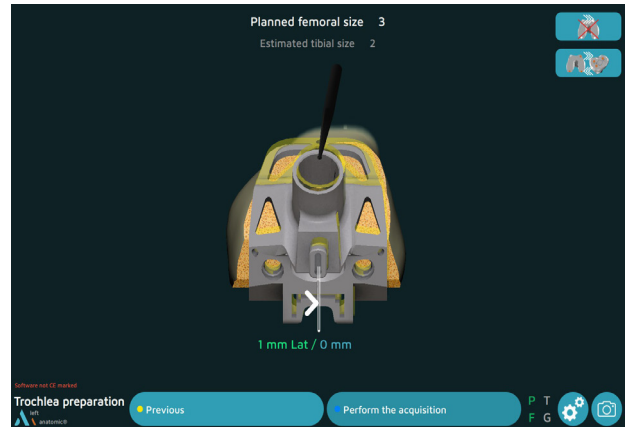 Planned femoral size 3
Estimated tibial size 2
1 mm Lat / 0 mm
Software not CE marked
Trochlea preparation
left
anatomic®
Previous
Perform the acquisition
P T
F G